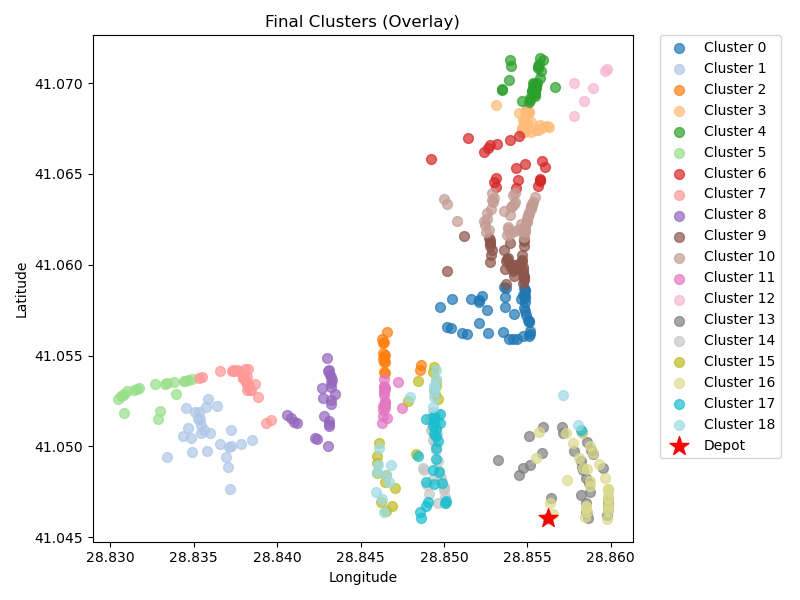 Final Clusters (Overlay)
Latitude
41.070
41.065
41.060
41.055
41.050
41.045
28.830 28.835 28.840 28.845 28.850 28.855 28.860
Longitude
Cluster 0
Cluster 1
Cluster 2
Cluster 3
Cluster 4
Cluster 5
Cluster 6
Cluster 7
Cluster 8
Cluster 9
Cluster 10
Cluster 11
Cluster 12
Cluster 13
Cluster 14
Cluster 15
Cluster 16
Cluster 17
Cluster 18
Depot